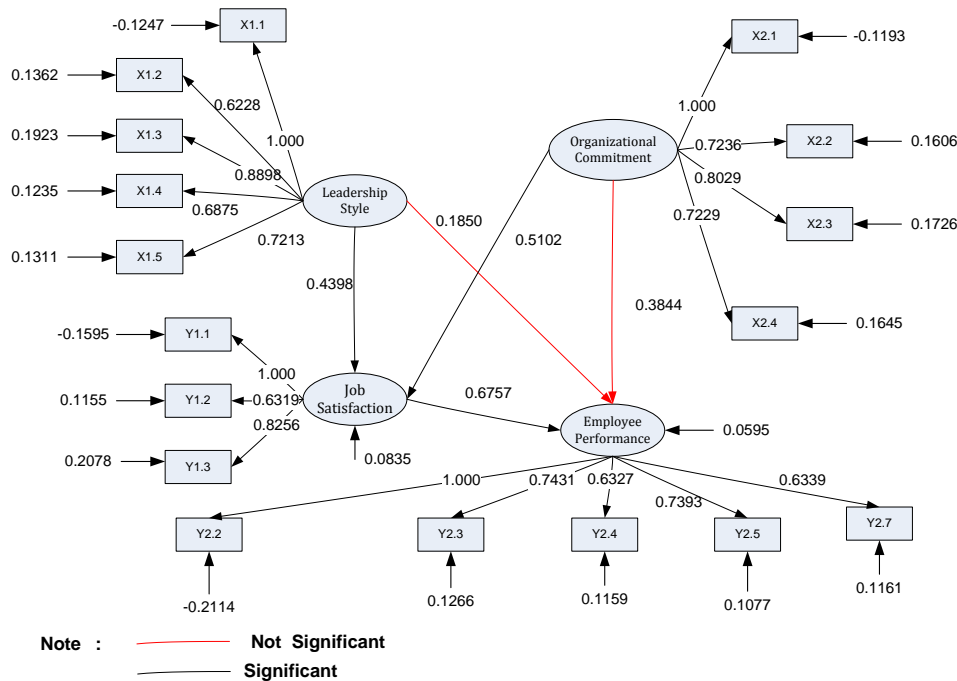 -0.1247
X1.1
X2.1
-0.1193
0.1362
X1.2
0.6228
1.000
1.000
0.1923
X1.3
0.8898
Organizational
Commitment
0.7236
X2.2
0.1606
0.1235
X1.4
0.6875
Leadership
Style
0.8029
0.7229
X2.3
0.1726
0.1850
0.5102
0.7213
0.1311
X1.5
0.4398
0.3844
X2.4
0.1645
-0.1595
Y1.1
1.000
0.1155
Y1.2
0.6319
Job
Satisfaction
0.6757
0.8256
Employee
Performance
0.0595
0.2078
Y1.3
0.0835
1.000
0.7431
0.6327
0.7393
0.6339
Y2.2
Y2.3
Y2.4
Y2.5
Y2.7
-0.2114
0.1266
0.1159
0.1077
0.1161
Note : Not Significant
Significant